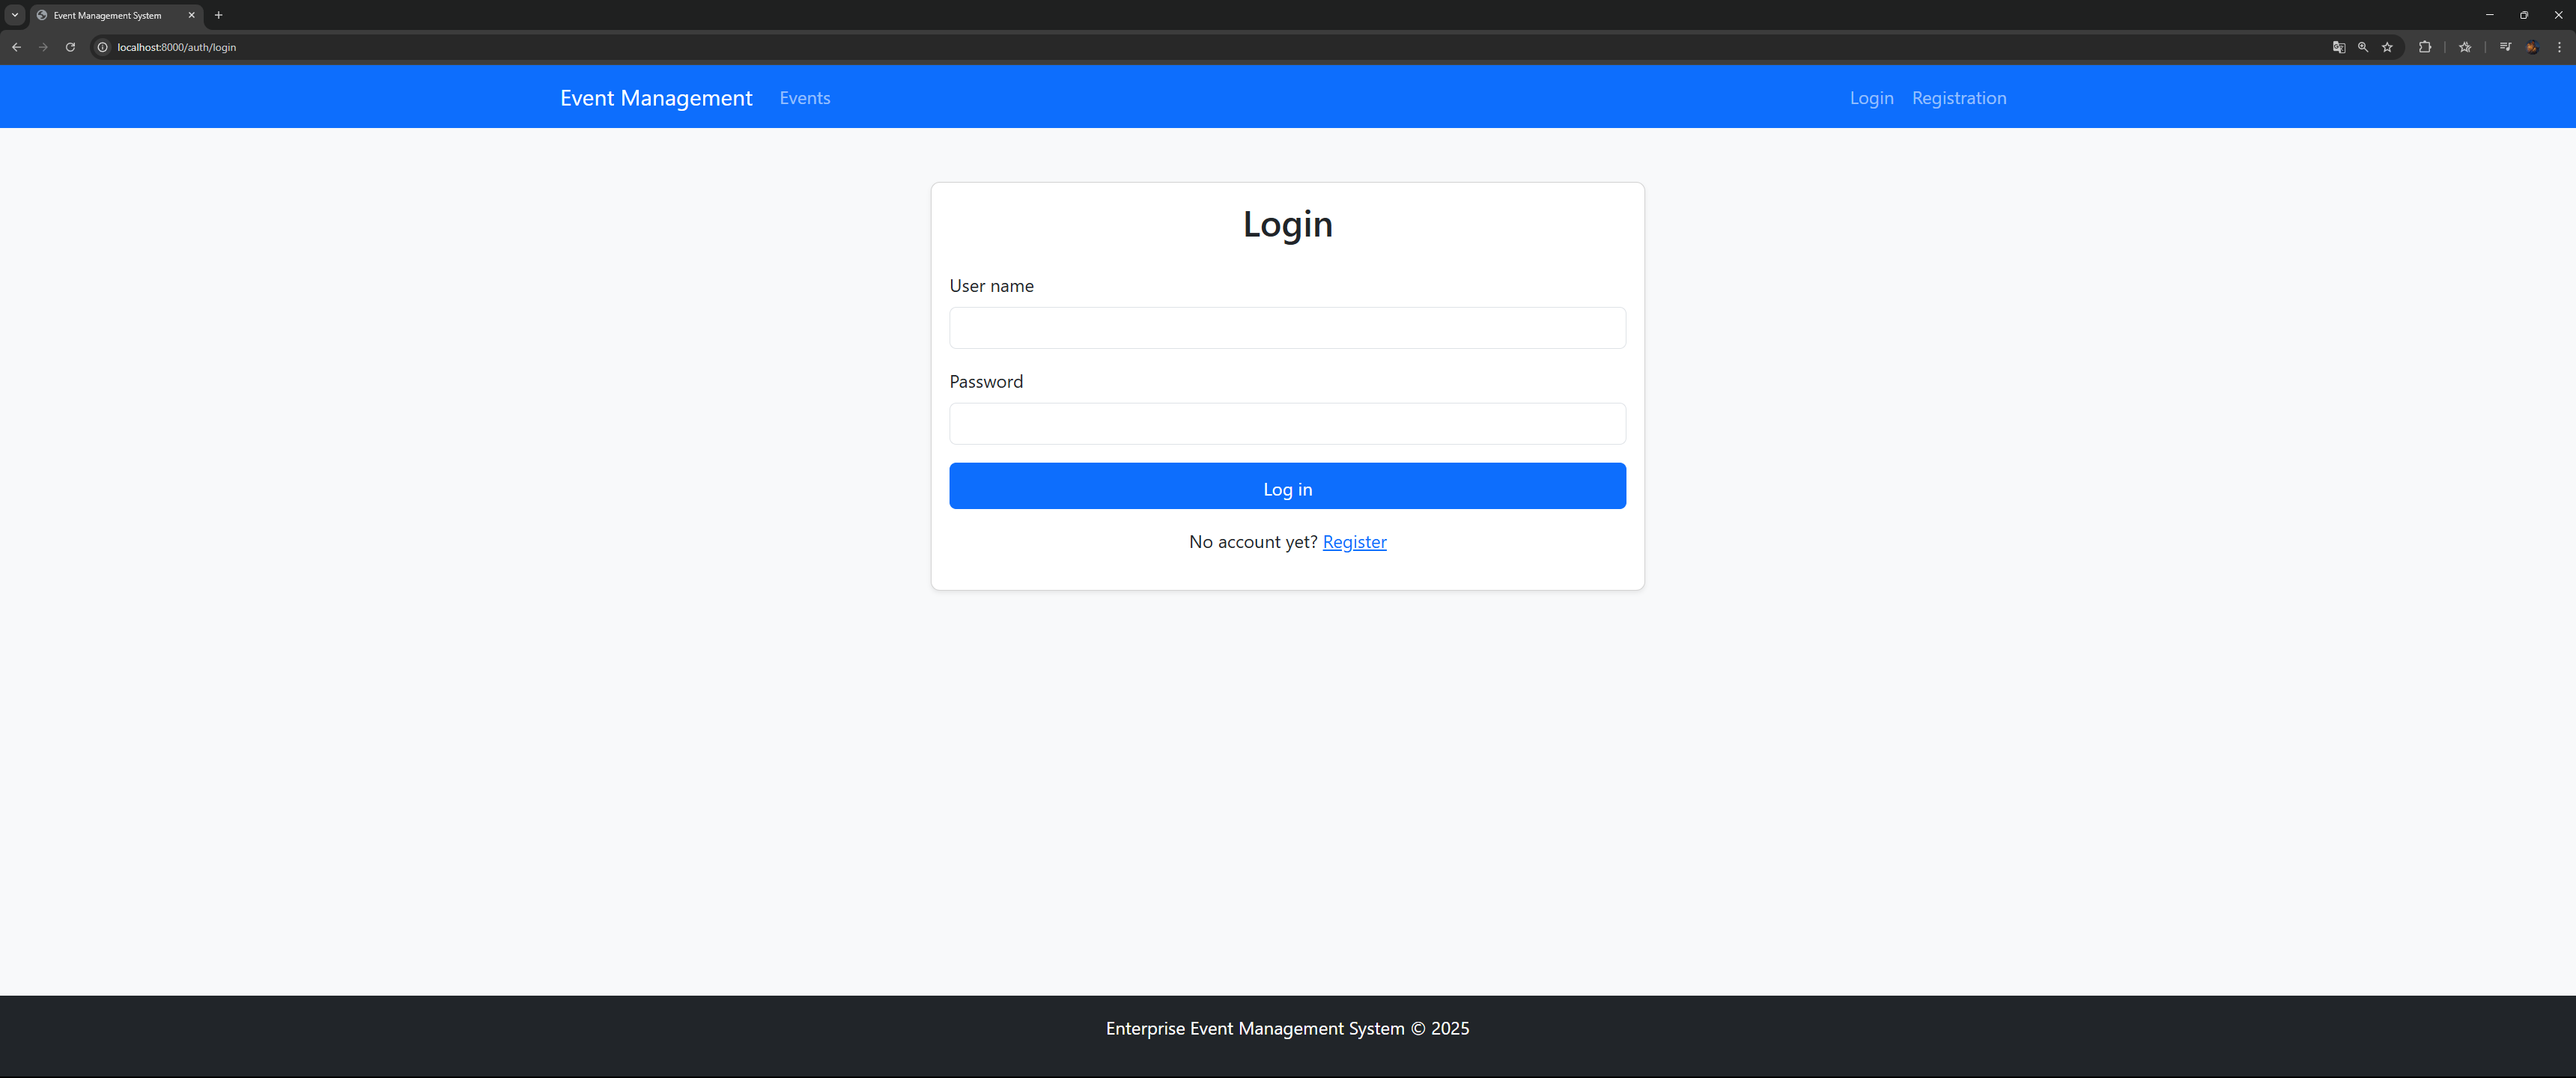 Event Management System
localhost:8000/auth/login
Event Management Events Login Registration
Login
User name
Password
Log in
No account yet? Register
Enterprise Event Management System © 2025